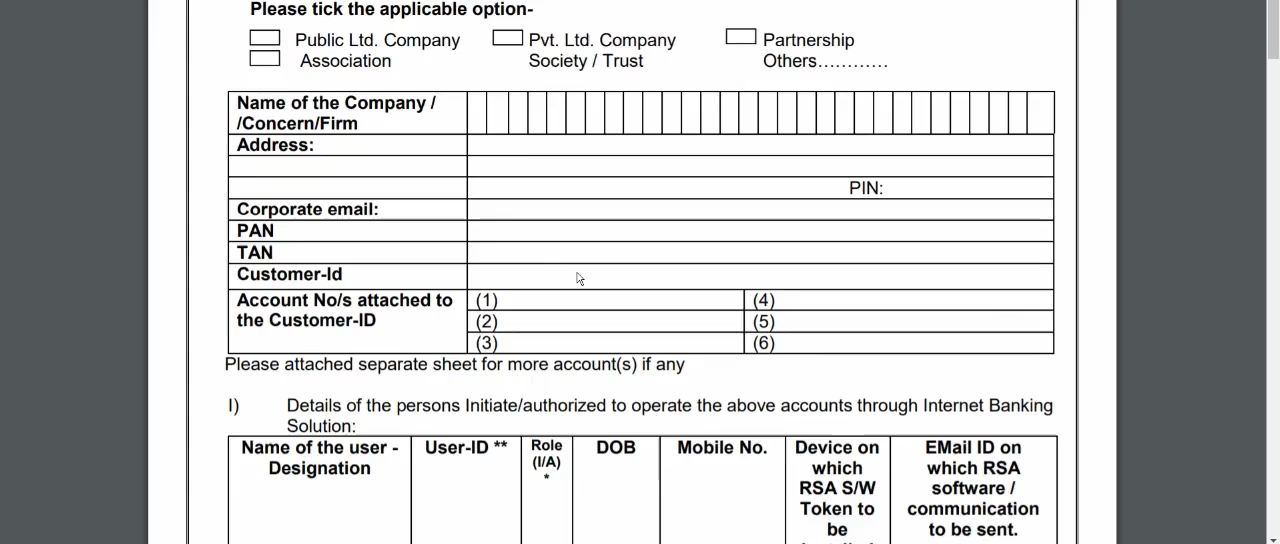 Please tick the applicable option-
Public Ltd. Company Pvt. Ltd. Company Partnership
Association Society / Trust Others…………
Name of the Company /
/Concern/Firm
Address:
PIN:
Corporate email:
PAN
TAN
Customer-Id
Account No/s attached to
the Customer-ID
(1) (4)
(2) (5)
(3) (6)
Please attached separate sheet for more account(s) if any
I) Details of the persons Initiate/authorized to operate the above accounts through Internet Banking
Solution:
Name of the user -
Designation
User-ID **
Role
(I/A)
*
DOB
Mobile No.
Device on
which
RSA S/W
Token to
be
EMail ID on
which RSA
software /
communication
to be sent.